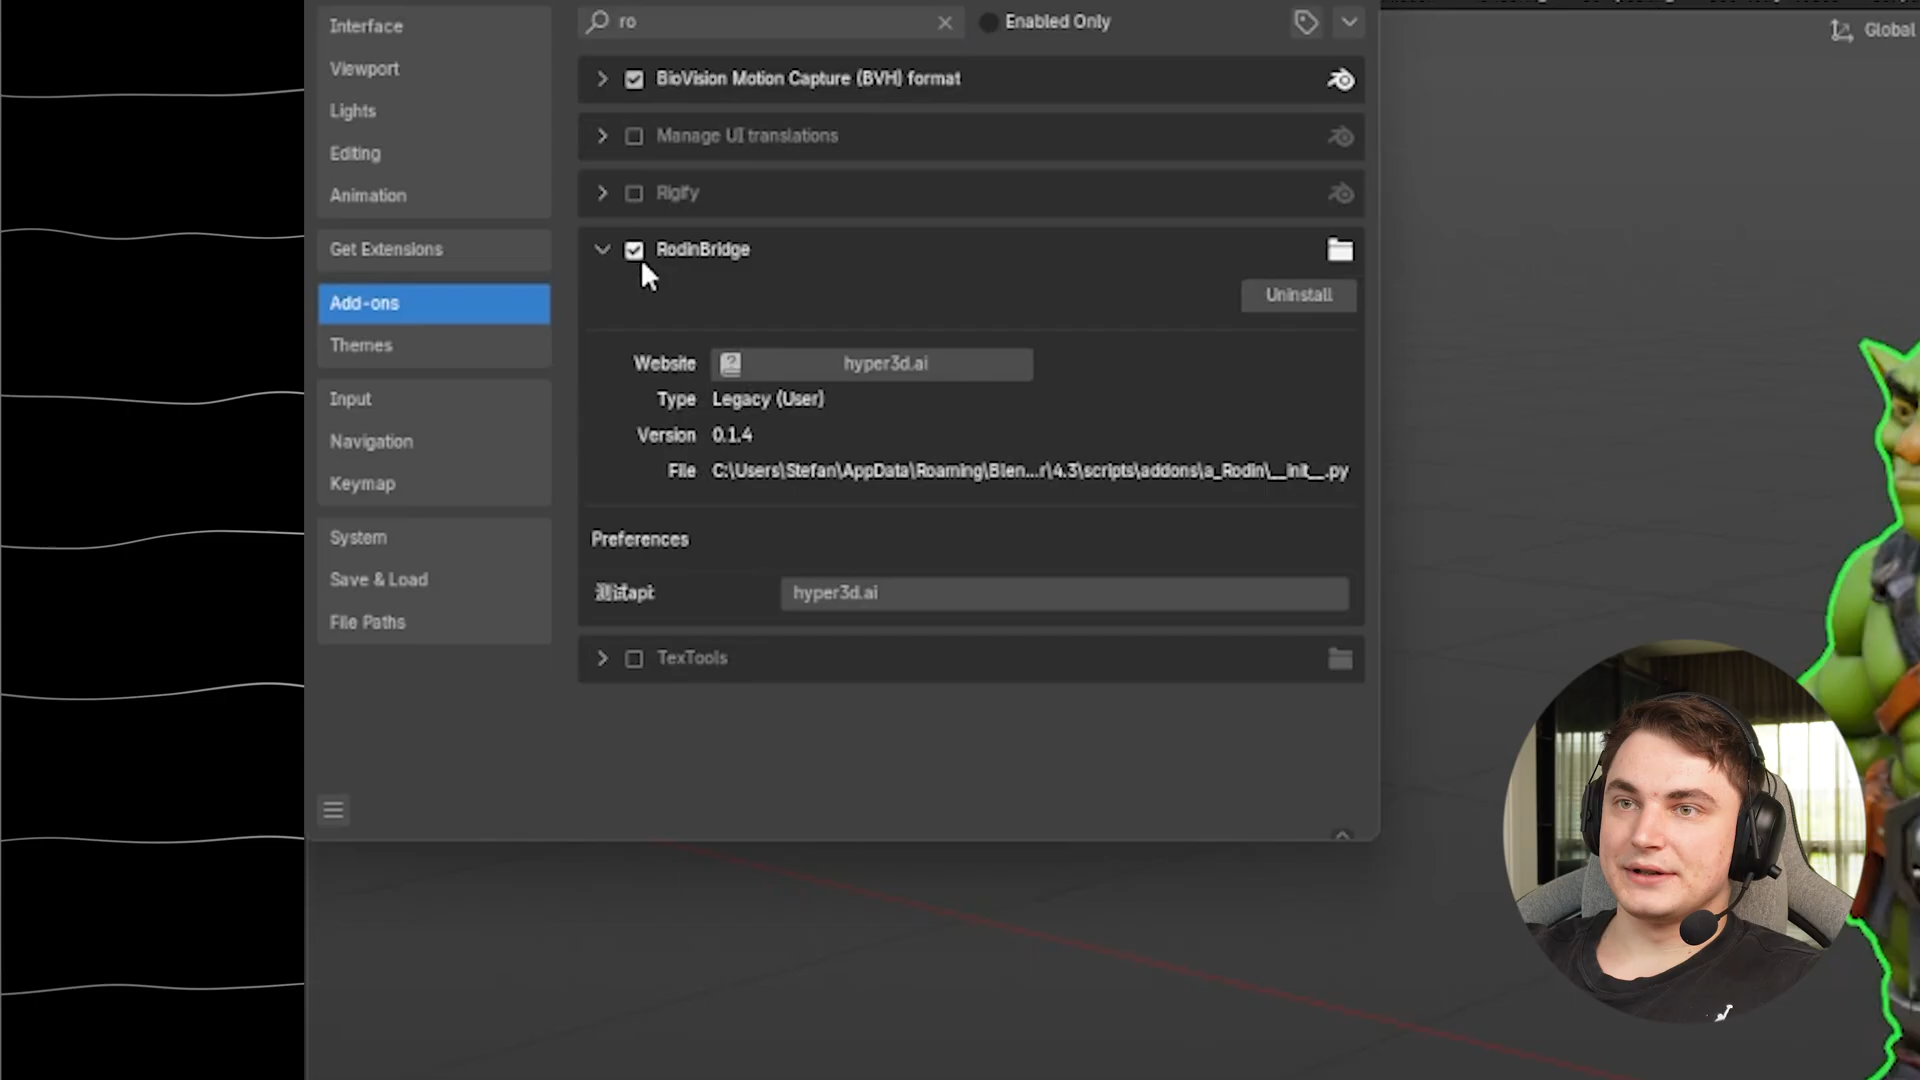 Interface
Viewport
Lights
Editing
Animation
Get Extensions
Add-ons
Themes
Input
Navigation
Keymap
System
Save & Load
File Paths
ro
Enabled Only
BioVision Motion Capture (BVH) format
Manage UI translations
Rigify
RodinBridge
Uninstall
Website hyper3d.ai
Type Legacy (User)
Version 0.1.4
File C:\Users\Stefan\AppData\Roaming\Blen...r\4.3\scripts\addons\a_Rodin\__init__.py
Preferences
测试api hyper3d.ai
TexTools
Global